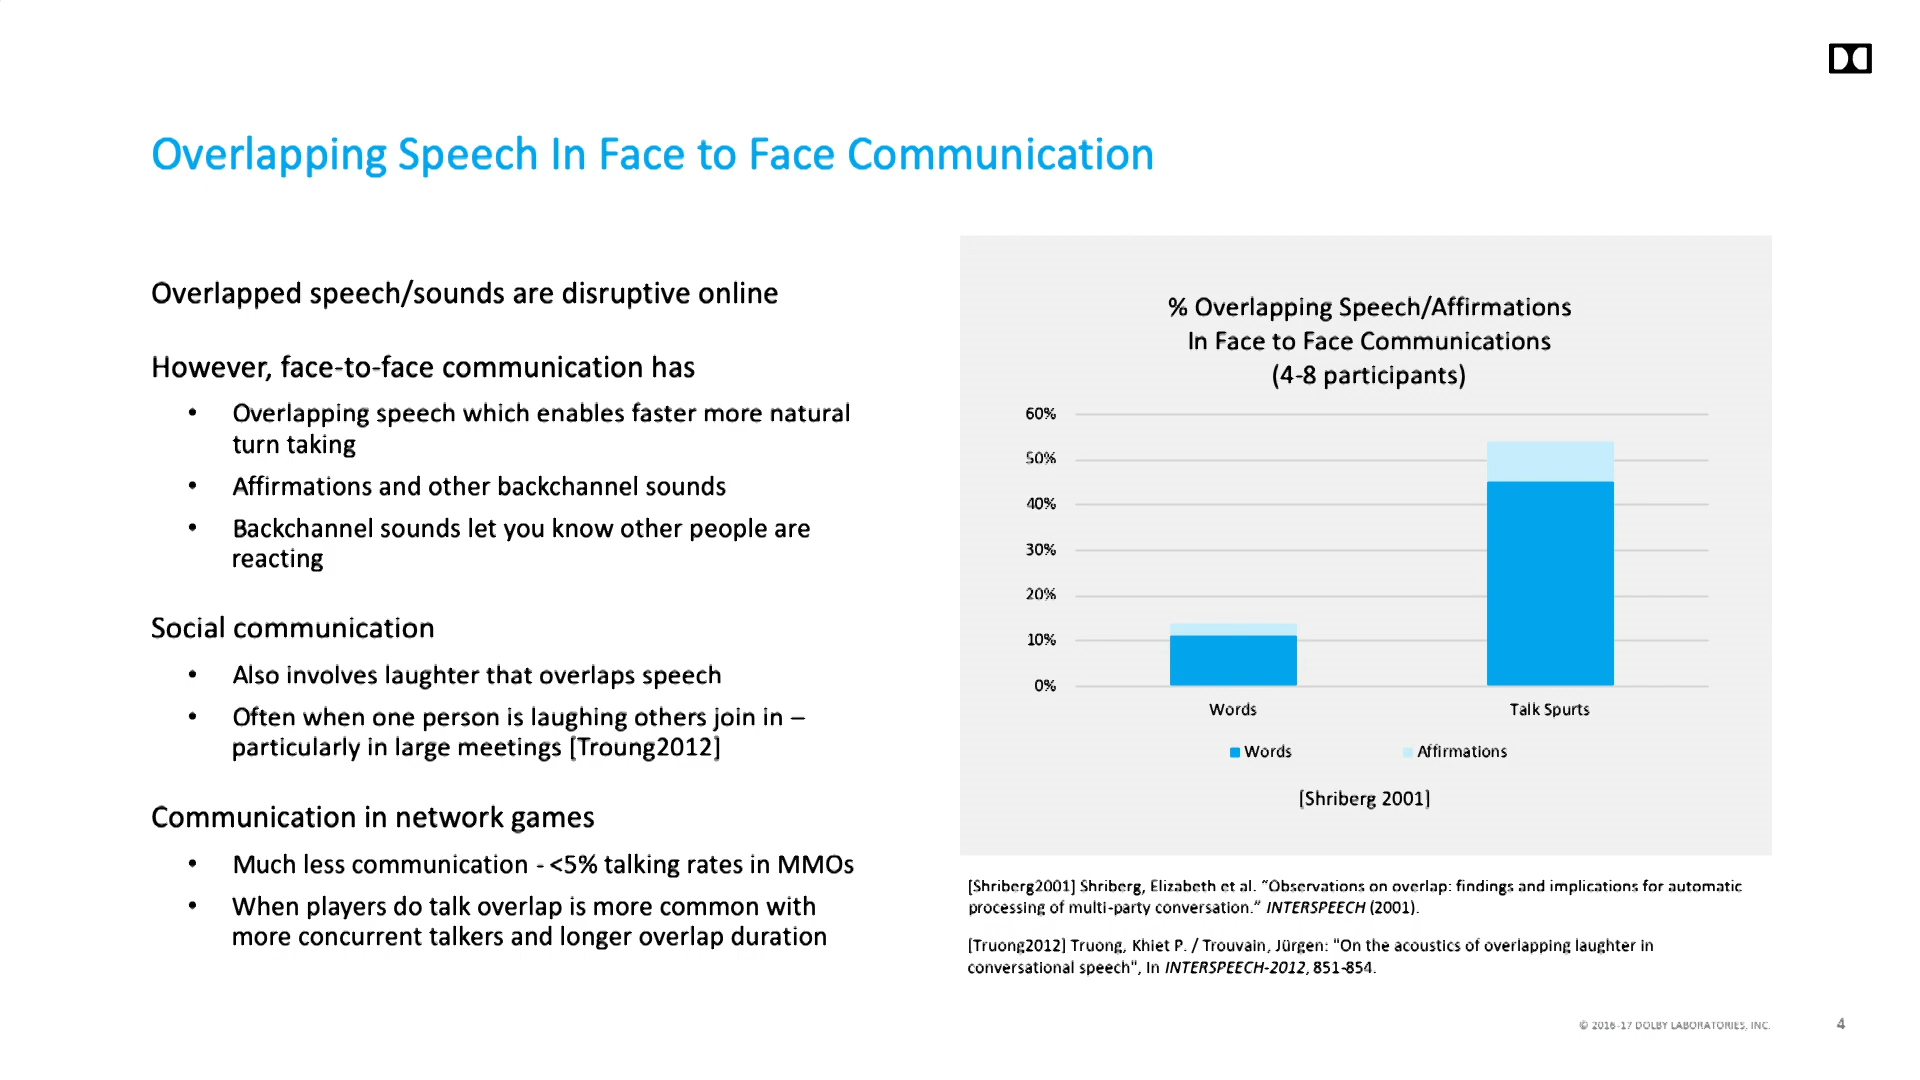 Overlapping Speech In Face to Face Communication
Overlapped speech/sounds are disruptive online
However, face-to-face communication has
• Overlapping speech which enables faster more natural
turn taking
• Affirmations and other backchannel sounds
• Backchannel sounds let you know other people are
reacting
Social communication
• Also involves laughter that overlaps speech
• Often when one person is laughing others join in –
particularly in large meetings [Troung2012]
Communication in network games
• Much less communication - <5% talking rates in MMOs
• When players do talk overlap is more common with
more concurrent talkers and longer overlap duration
% Overlapping Speech/Affirmations
In Face to Face Communications
(4-8 participants)
60%
50%
40%
30%
20%
10%
0%
Words
Talk Spurts
Words
Affirmations
[Shriberg 2001]
[Shriberg2001] Shriberg, Elizabeth et al. “Observations on overlap: findings and implications for automatic
processing of multi-party conversation.” INTERSPEECH (2001).
[Truong2012] Truong, Khiet P. / Trouvain, Jürgen: "On the acoustics of overlapping laughter in
conversational speech", In INTERSPEECH-2012, 851-854.
© 2016-17 DOLBY LABORATORIES, INC.
4